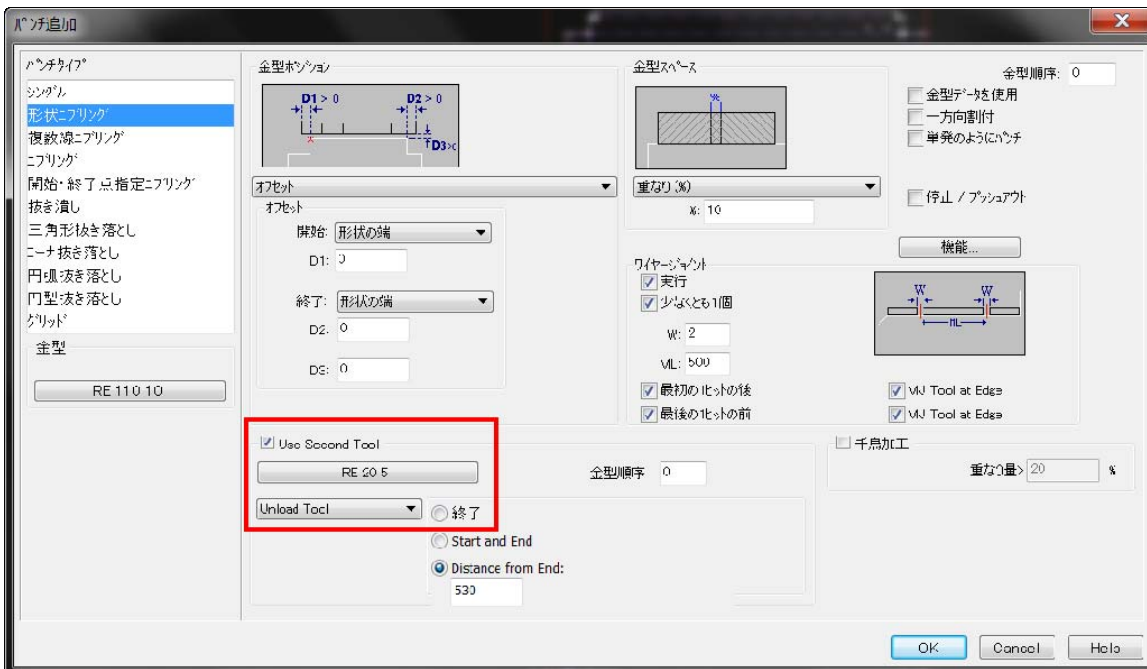 パンチ追加
パンチタイプ
シングル
形状ニブリング
複数線ニブリング
ニブリング
開始・終了点指定ニブリング
抜き潰し
三角形抜き落とし
コーナ抜き落とし
円弧抜き落とし
円型抜き落とし
グリッド
金型
RE 110 10
金型ポジション
D1 > 0
D2 > 0
オフセット
オフセット
開始: 形状の端
D1: 0
終了: 形状の端
D2: 0
D3: 0
金型スペース
%
重なり (%)
%: 10
金型順序: 0
金型データを使用
一方向割付
単発のようにパンチ
停止 / プッシュアウト
機能...
ワイヤージョイント
実行
少なくとも1個
W: 2
ML: 500
最初のヒットの後
最後のヒットの前
W
W
ML
MJ Tool at Edge
MJ Tool at Edge
Use Second Tool
RE 20 5
金型順序 0
Unload Tool
終了
Start and End
Distance from End:
530
千鳥加工
重なり量> 20 %
OK
Cancel
Help